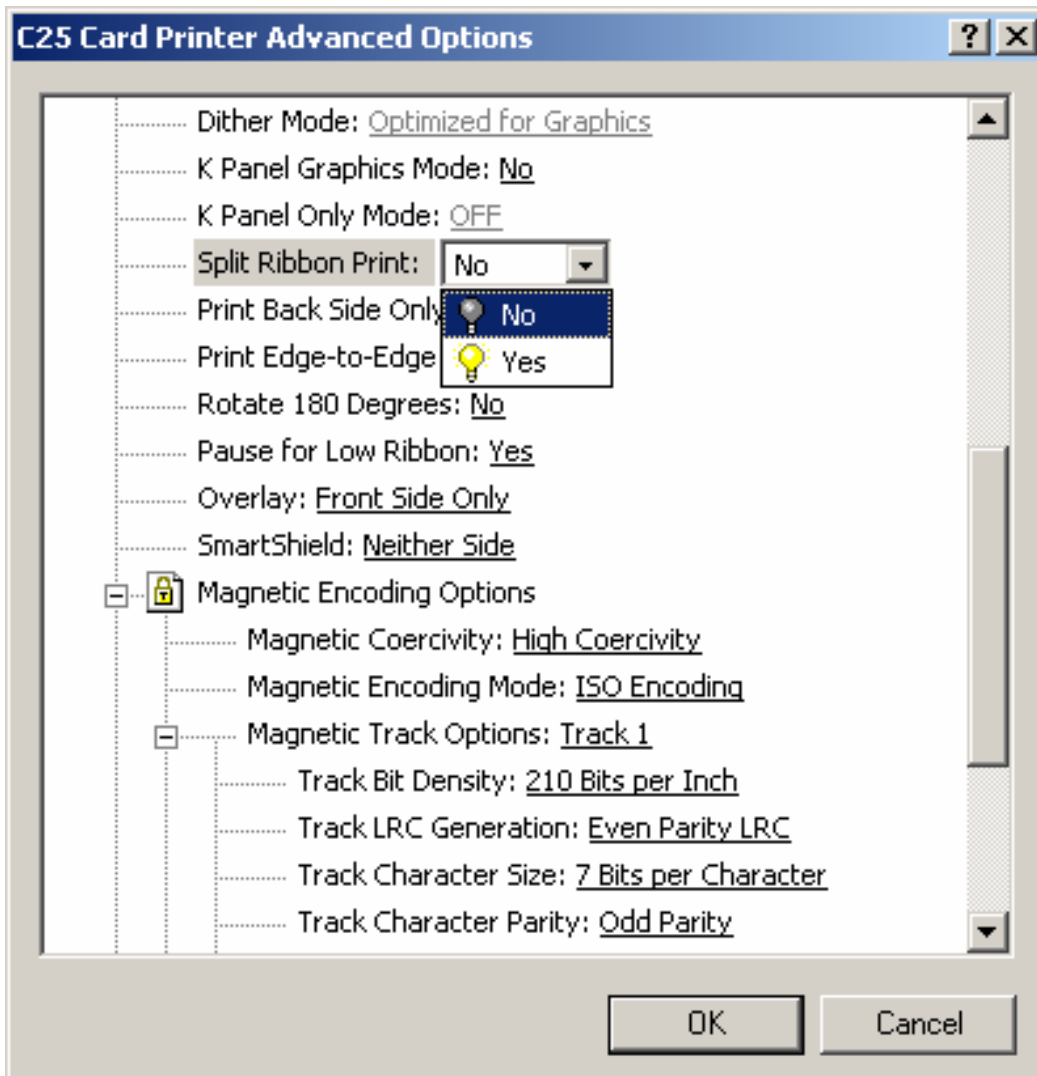 C25 Card Printer Advanced Options
Dither Mode: Optimized for Graphics
K Panel Graphics Mode: No
K Panel Only Mode: OFF
Split Ribbon Print: No
No
Print Back Side Only
Yes
Print Edge-to-Edge
Rotate 180 Degrees: No
Pause for Low Ribbon: Yes
Overlay: Front Side Only
SmartShield: Neither Side
Magnetic Encoding Options
Magnetic Coercivity: High Coercivity
Magnetic Encoding Mode: ISO Encoding
Magnetic Track Options: Track 1
Track Bit Density: 210 Bits per Inch
Track LRC Generation: Even Parity LRC
Track Character Size: 7 Bits per Character
Track Character Parity: Odd Parity
OK
Cancel